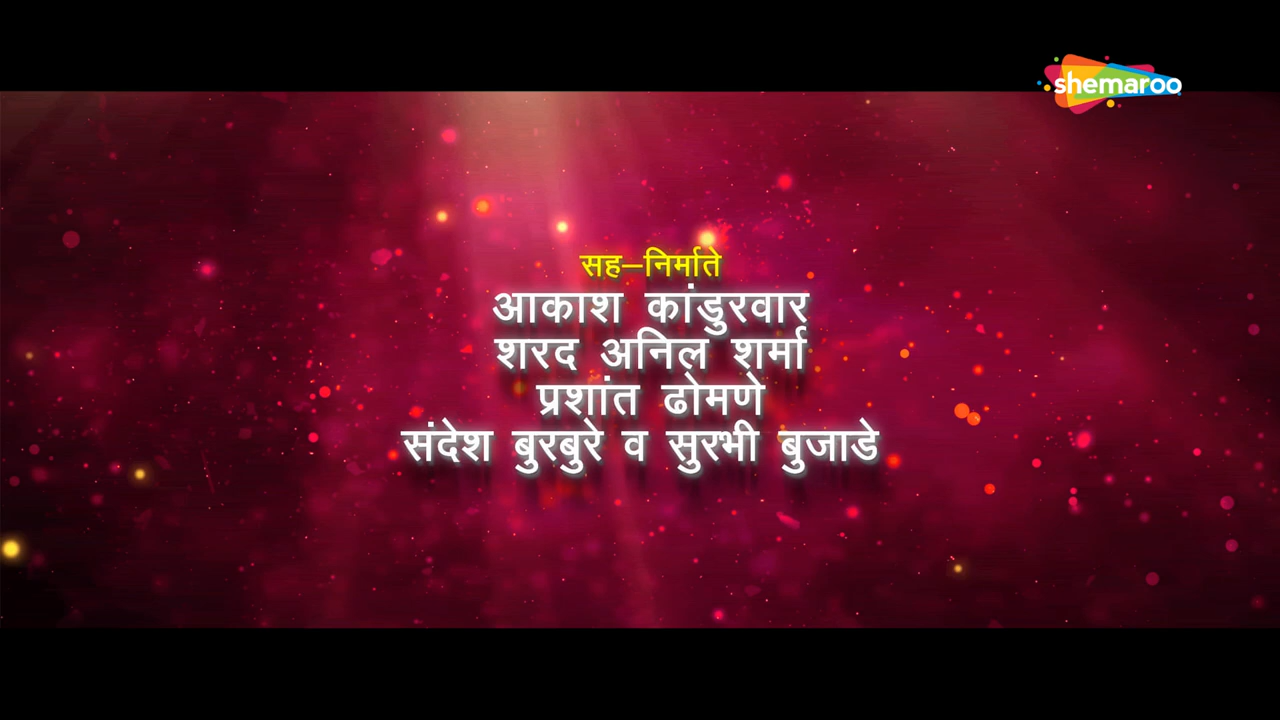 shemaroo
सह–निर्माते
आकाश कांडुरवार
शरद अनिल शर्मा
प्रशांत ढोमणे
संदेश बुरबुरे व सुरभी बुजाडे